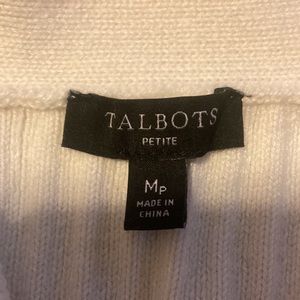 TALBOTS
PETITE
MP
MADE IN
CHINA